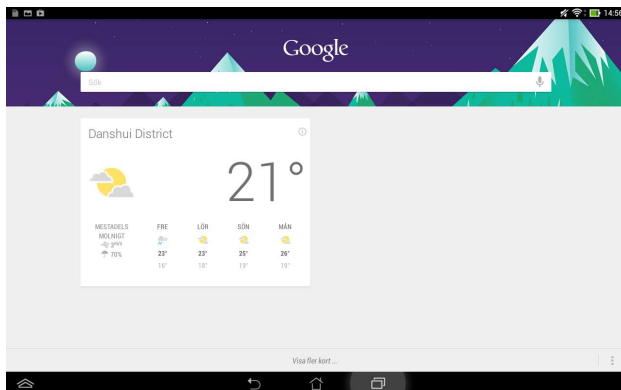 14:56
Google
Sök
Danshui District
21°
MESTADELS MOLNIGT
70%
FRE LÖR SÖN MÅN
23° 23° 25° 26°
16° 18° 19° 19°
Visa fler kort ...